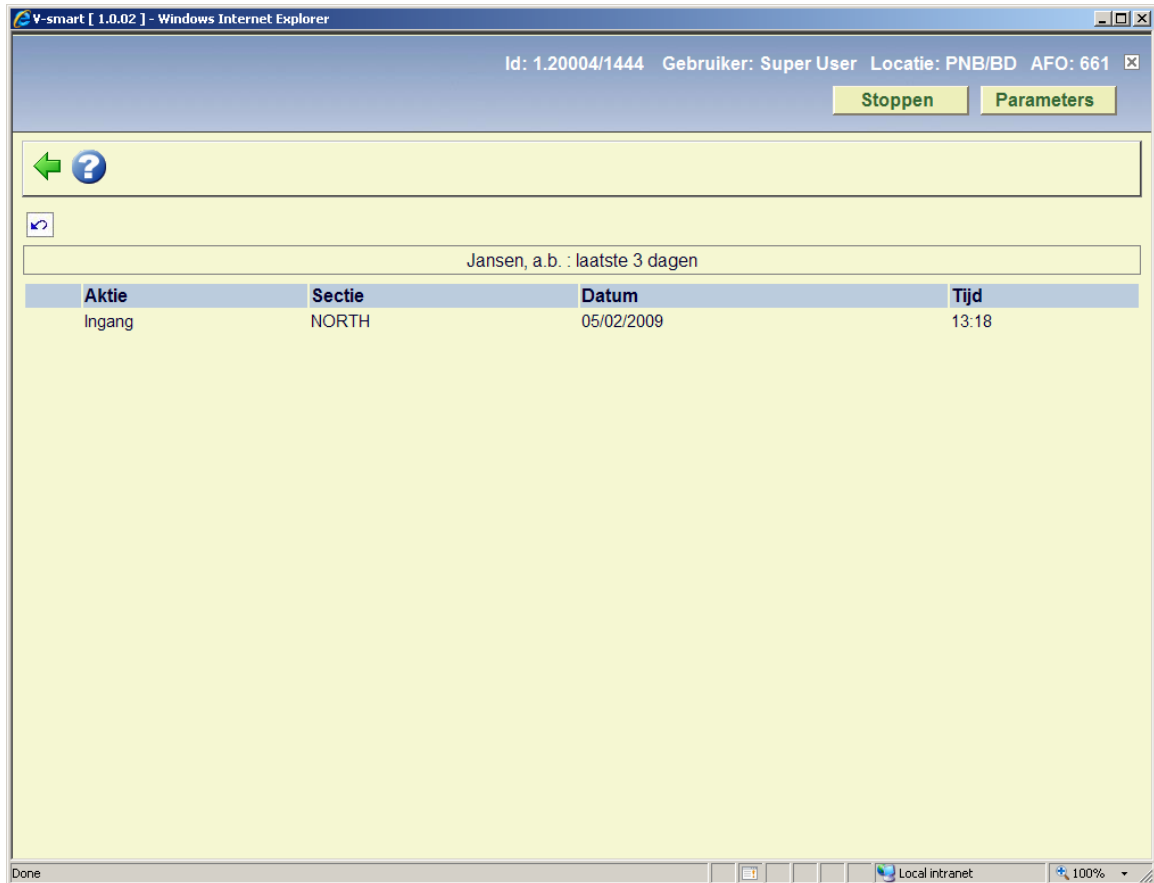 V-smart [ 1.0.02 ] - Windows Internet Explorer
Id: 1.20004/1444 Gebruiker: Super User Locatie: PNB/BD AFO: 661
Stoppen Parameters
Jansen, a.b. : laatste 3 dagen
Aktie Sectie Datum Tijd
Ingang NORTH 05/02/2009 13:18
Done Local intranet 100%